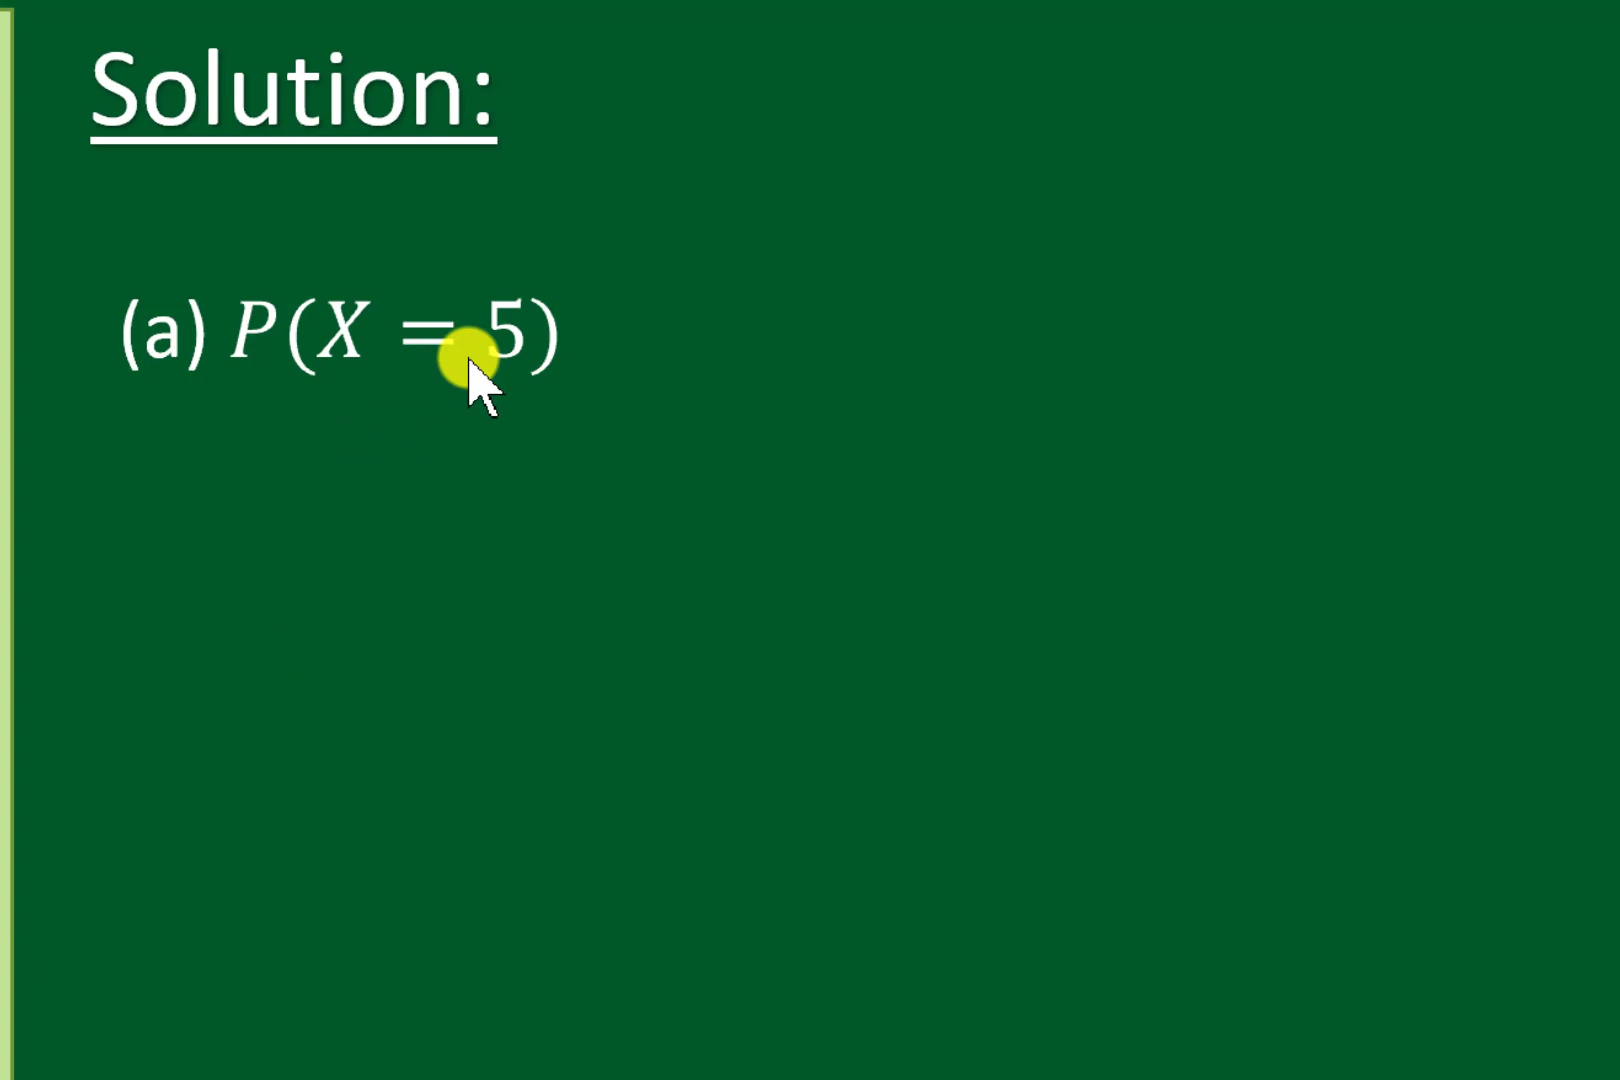 Solution:
(a) P(X = 5)